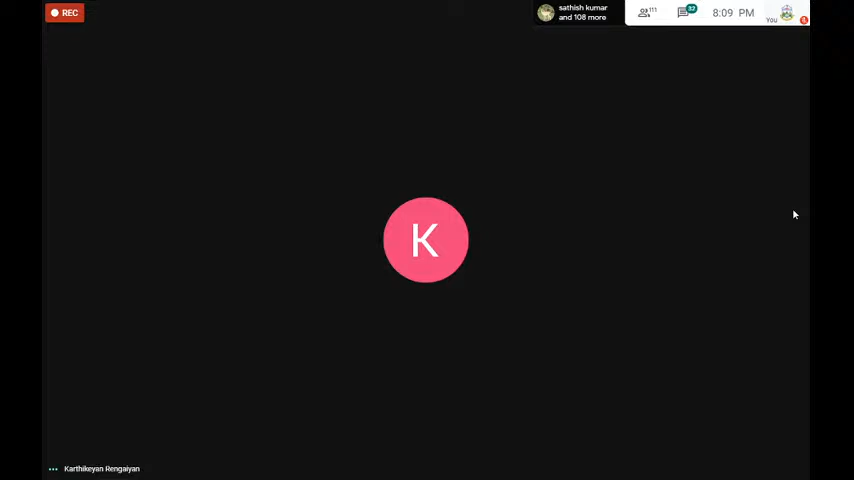 REC
sathish kumar
and 108 more
111
32
8:09 PM
You
K
Karthikeyan Rengaiyan